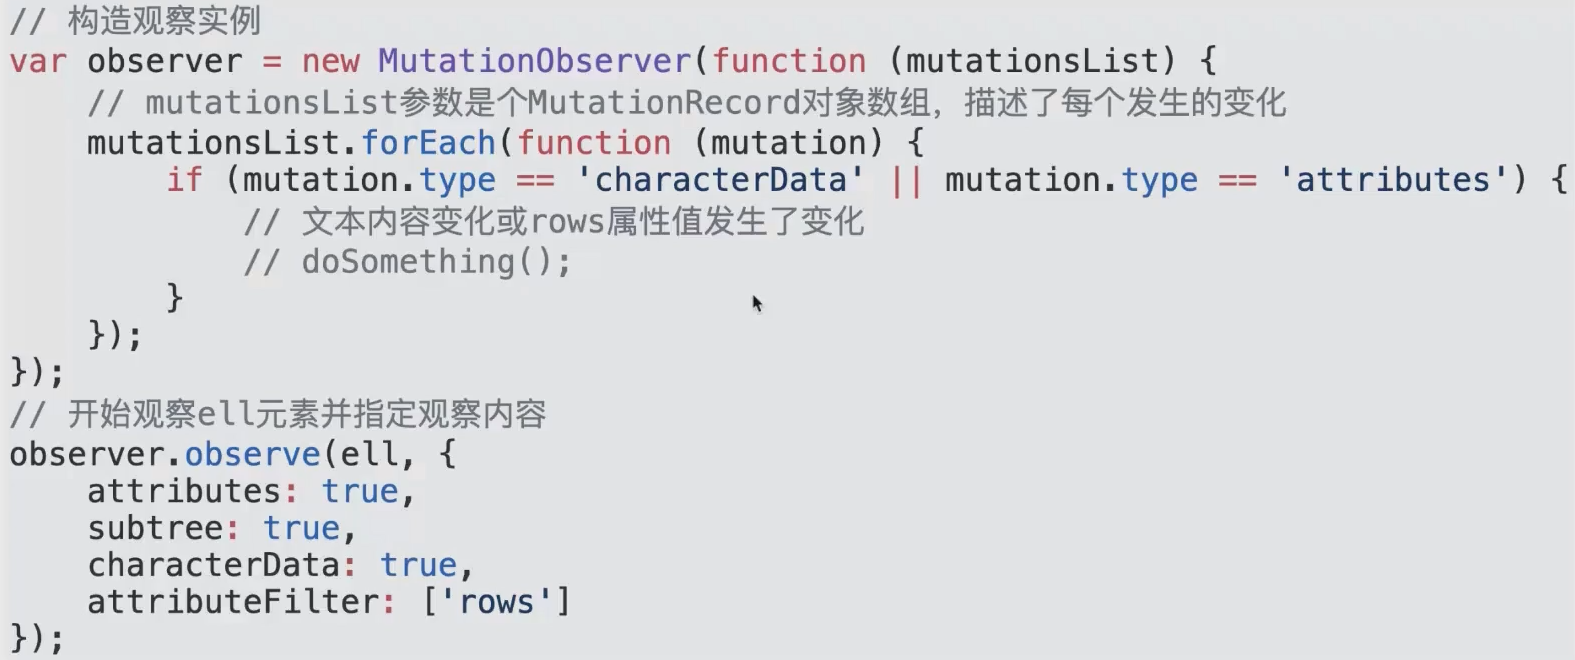 // 构造观察实例
var observer = new MutationObserver(function (mutationsList) {
    // mutationsList参数是个MutationRecord对象数组，描述了每个发生的变化
    mutationsList.forEach(function (mutation) {
        if (mutation.type == 'characterData' || mutation.type == 'attributes') {
            // 文本内容变化或rows属性值发生了变化
            // doSomething();
        }
    });
});
// 开始观察ell元素并指定观察内容
observer.observe(ell, {
    attributes: true,
    subtree: true,
    characterData: true,
    attributeFilter: ['rows']
});